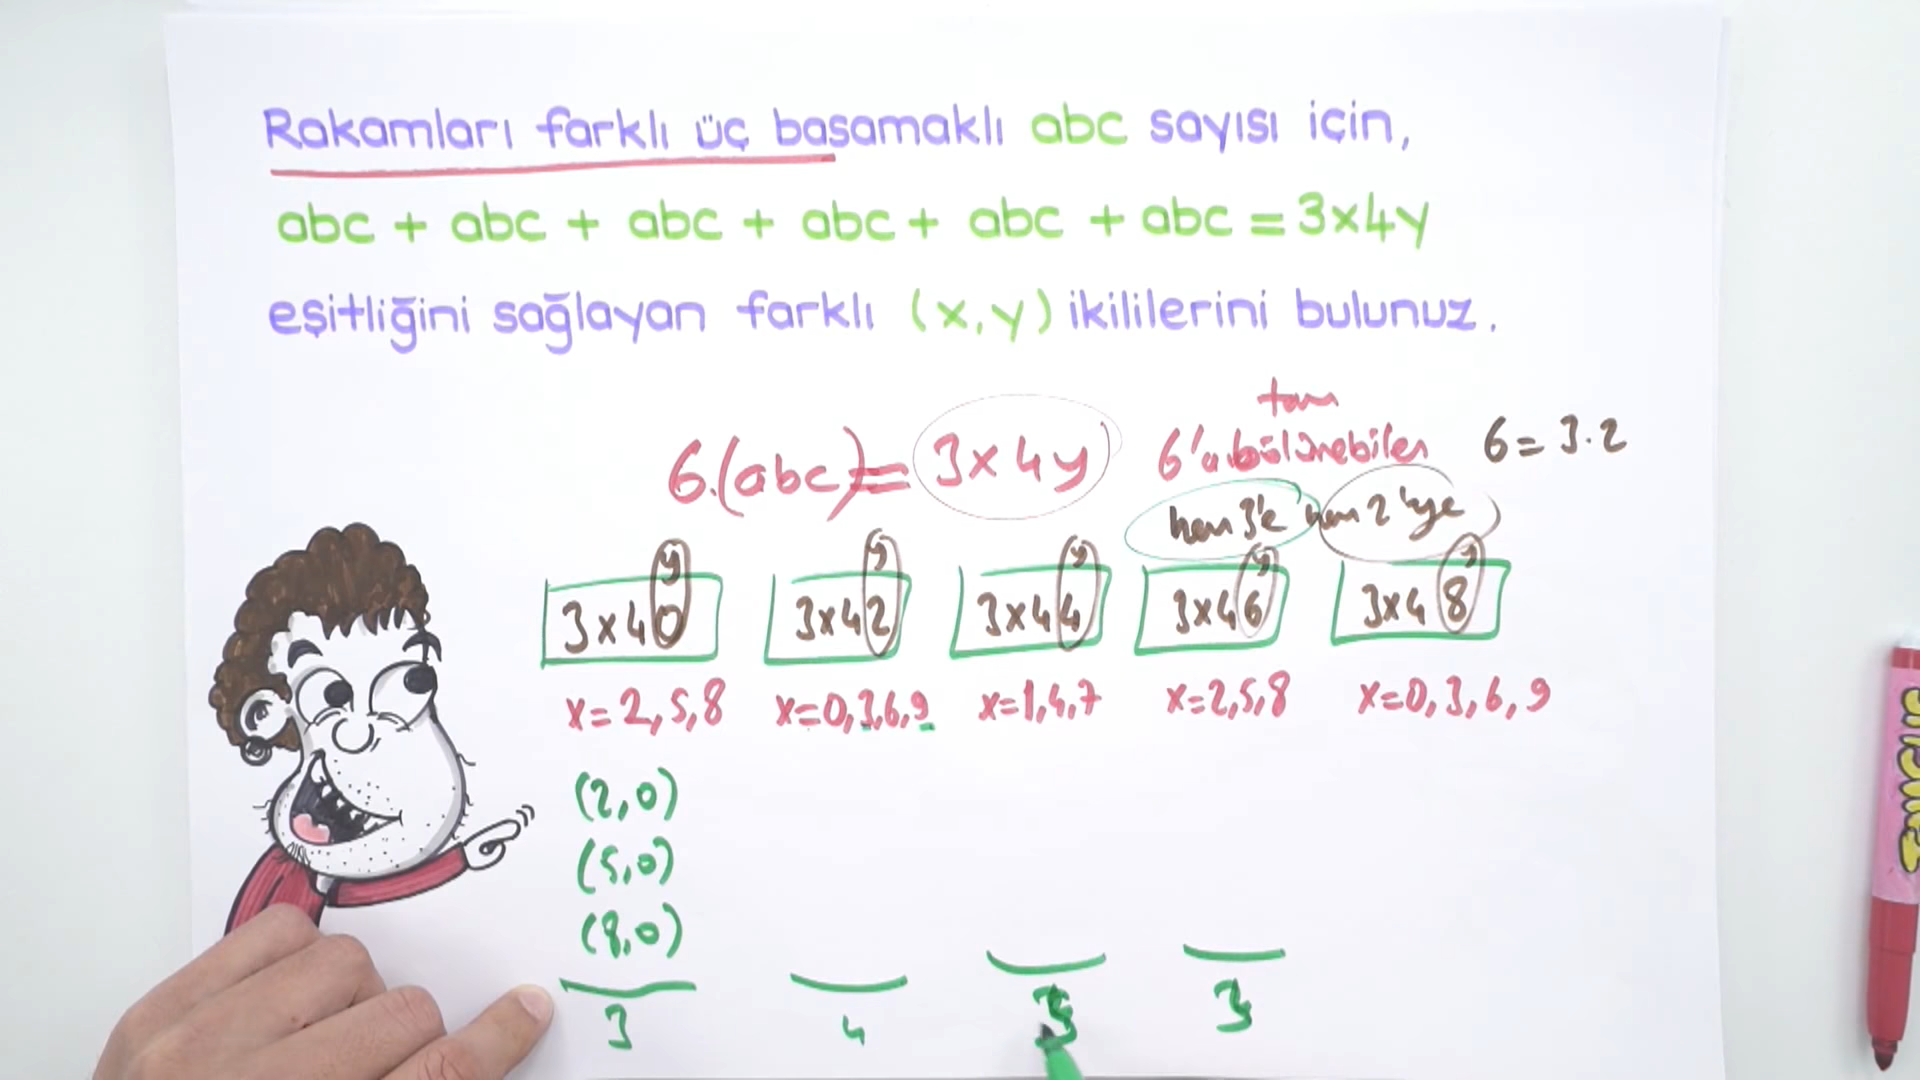 Rakamları farklı üç basamaklı abc sayısı için,
abc + abc + abc + abc + abc + abc = 3x4y
eşitliğini sağlayan farklı (x,y) ikililerini bulunuz.
tam
6.(abc) = 3x4y 6'a bölünebilen 6 = 3.2
hem 3'e hem 2'ye
y y y y y
3x40 3x42 3x44 3x46 3x48
x=2,5,8 x=0,3,6,9 x=1,4,7 x=2,5,8 x=0,3,6,9
(2,0)
(5,0)
(8,0)
3 4 3 3